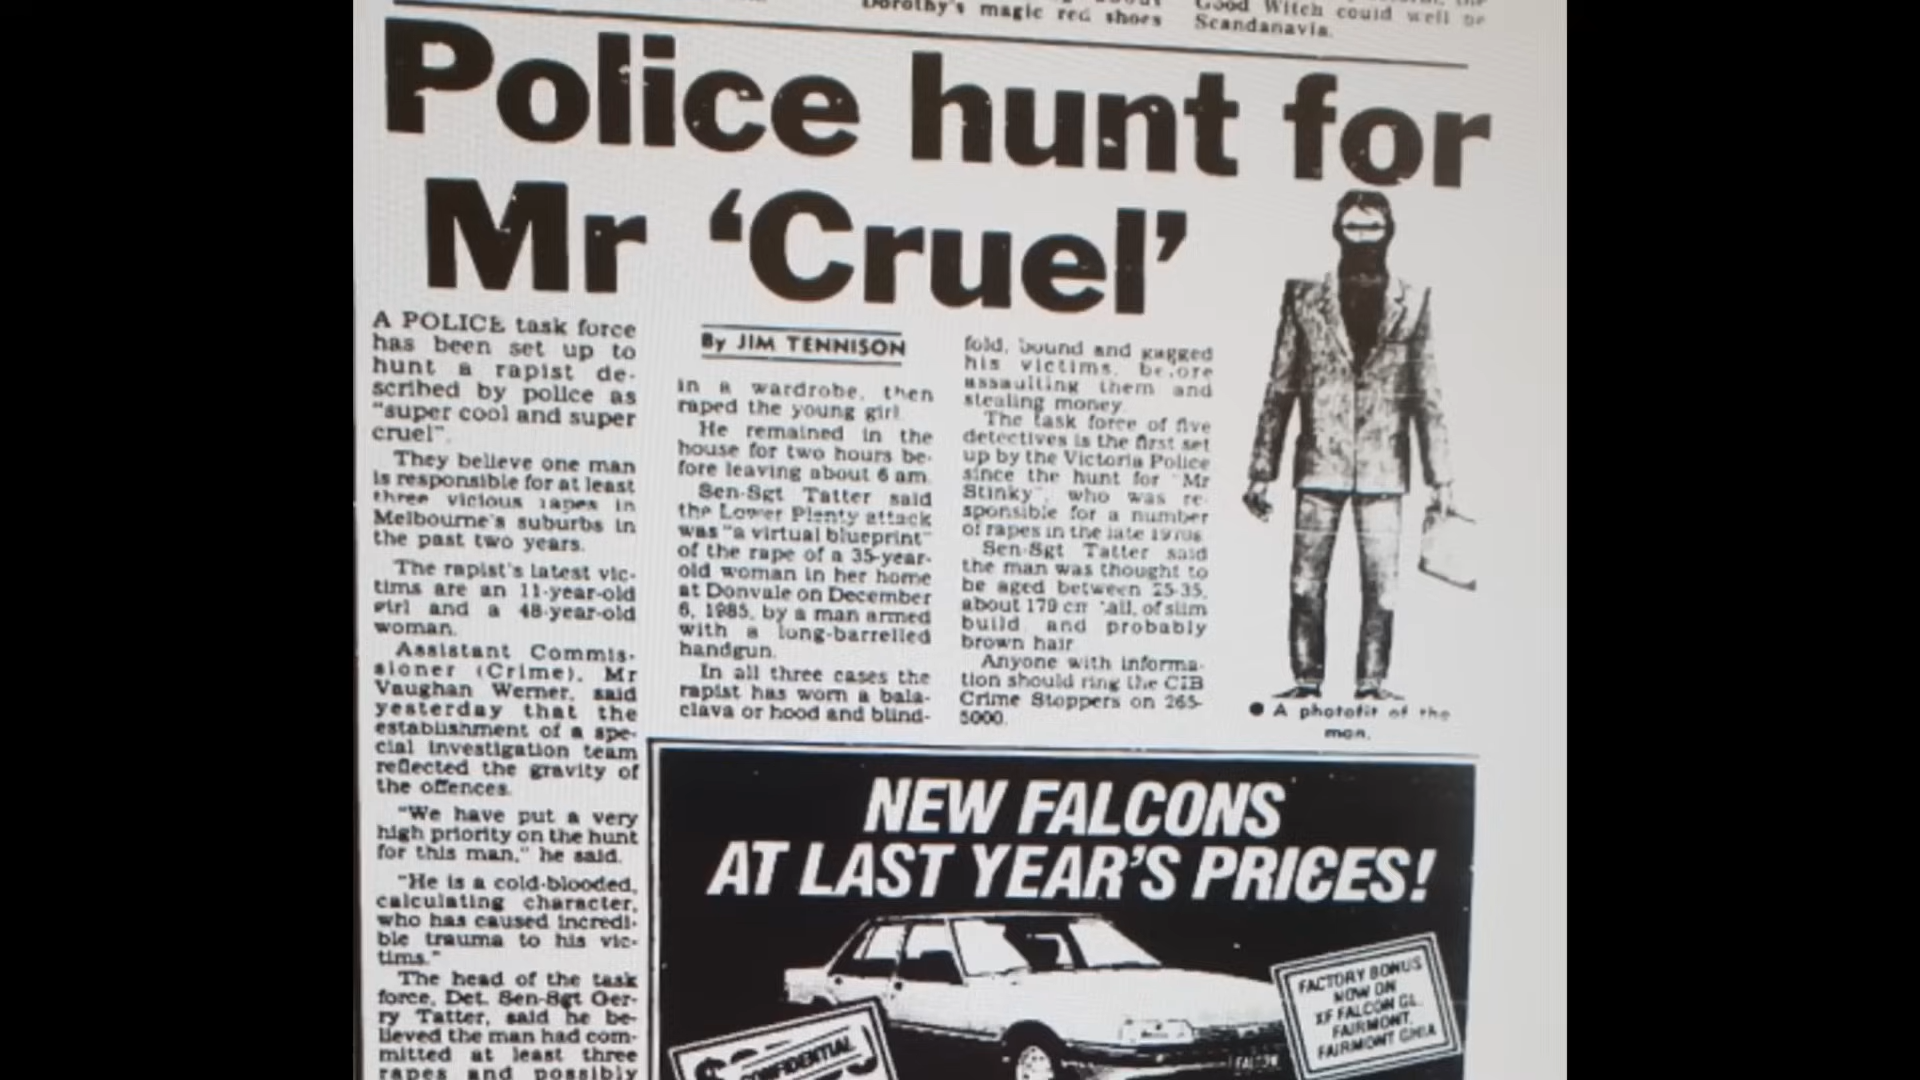 Dorothy's magic red shoes
Good Witch could well be
Scandanavia.
Police hunt for
Mr 'Cruel'
A POLICE task force
has been set up to
hunt a rapist de-
scribed by police as
"super cool and super
cruel".
They believe one man
is responsible for at least
three vicious rapes in
Melbourne's suburbs in
the past two years.
The rapist's latest vic-
tims are an 11-year-old
girl and a 48-year-old
woman.
Assistant Commis-
sioner (Crime), Mr
Vaughan Werner, said
yesterday that the
establishment of a spe-
cial investigation team
reflected the gravity of
the offences.
"We have put a very
high priority on the hunt
for this man," he said.
"He is a cold-blooded,
calculating character,
who has caused incredi-
ble trauma to his vic-
tims."
The head of the task
force, Det. Sen-Sgt Ger-
ry Tatter, said he be-
lieved the man had com-
mitted at least three
rapes and possibly
By JIM TENNISON
in a wardrobe, then
raped the young girl.
He remained in the
house for two hours be-
fore leaving about 6 am.
Sen-Sgt Tatter said
the Lower Plenty attack
was "a virtual blueprint"
of the rape of a 35-year-
old woman in her home
at Donvale on December
6, 1985, by a man armed
with a long-barrelled
handgun.
In all three cases the
rapist has worn a bala-
clava or hood and blind-
fold, bound and gagged
his victims, before
assaulting them and
stealing money.
The task force of five
detectives is the first set
up by the Victoria Police
since the hunt for "Mr
Stinky", who was re-
sponsible for a number
of rapes in the late 1970s.
Sen-Sgt Tatter said
the man was thought to
be aged between 25-35,
about 179 cm tall, of slim
build and probably
brown hair.
Anyone with informa-
tion should ring the CIB
Crime Stoppers on 265-
5000.
● A photofit of the
man.
NEW FALCONS
AT LAST YEAR'S PRICES!
FACTORY BONUS
NOW ON
XF FALCON GL,
FAIRMONT,
FAIRMONT GHIA
CONFIDENTIAL
FALCON